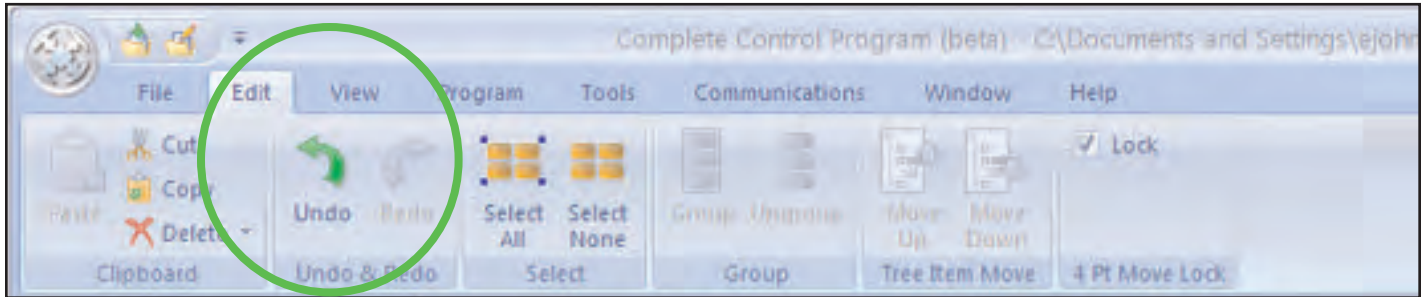 Complete Control Program (beta) - C:\Documents and Settings\ejohn
File Edit View Program Tools Communications Window Help
Paste
Cut
Copy
Delete
Clipboard
Undo Redo
Undo & Redo
Select All
Select None
Select
Group Ungroup
Group
Move Up
Move Down
Tree Item Move
Lock
4 Pt Move Lock